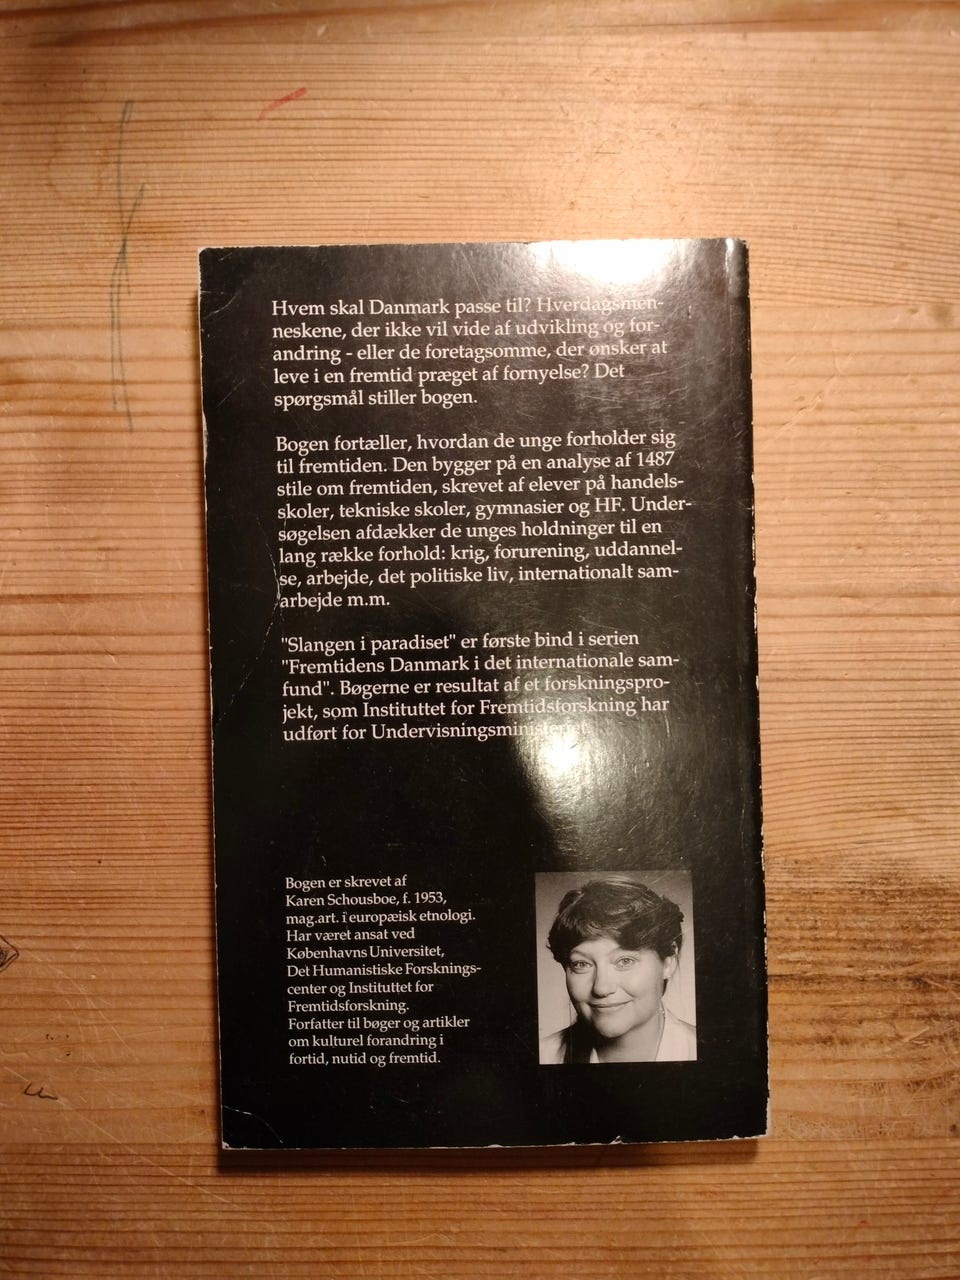 Hvem skal Danmark passe til? Hverdagsmen-
neskene, der ikke vil vide af udvikling og for-
andring - eller de foretagsomme, der ønsker at
leve i en fremtid præget af fornyelse? Det
spørgsmål stiller bogen.
Bogen fortæller, hvordan de unge forholder sig
til fremtiden. Den bygger på en analyse af 1487
stile om fremtiden, skrevet af elever på handels-
skoler, tekniske skoler, gymnasier og HF. Under-
søgelsen afdækker de unges holdninger til en
lang række forhold: krig, forurening, uddannel-
se, arbejde, det politiske liv, internationalt sam-
arbejde m.m.
"Slangen i paradiset" er første bind i serien
"Fremtidens Danmark i det internationale sam-
fund". Bøgerne er resultat af et forskningspro-
jekt, som Instituttet for Fremtidsforskning har
udført for Undervisningsministeriet.
Bogen er skrevet af
Karen Schousboe, f. 1953,
mag.art. i europæisk etnologi.
Har været ansat ved
Københavns Universitet,
Det Humanistiske Forsknings-
center og Instituttet for
Fremtidsforskning.
Forfatter til bøger og artikler
om kulturel forandring i
fortid, nutid og fremtid.